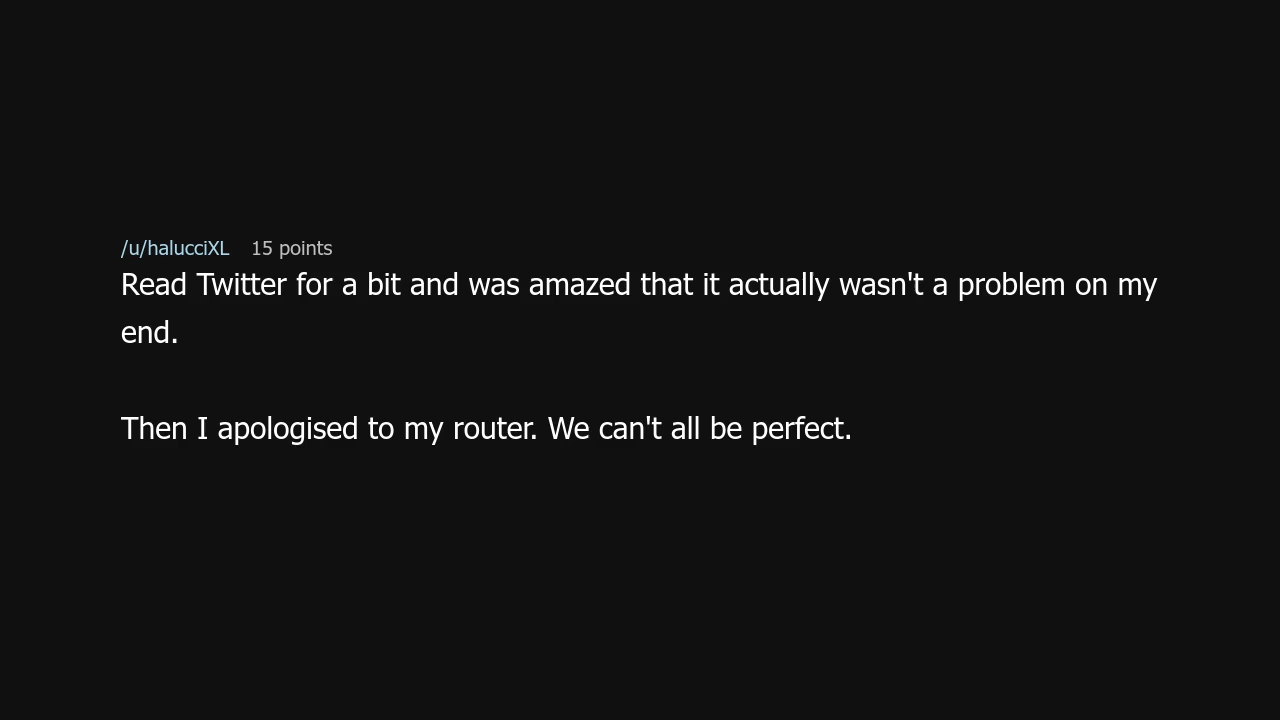 /u/halucciXL 15 points
Read Twitter for a bit and was amazed that it actually wasn't a problem on my
end.
Then I apologised to my router. We can't all be perfect.